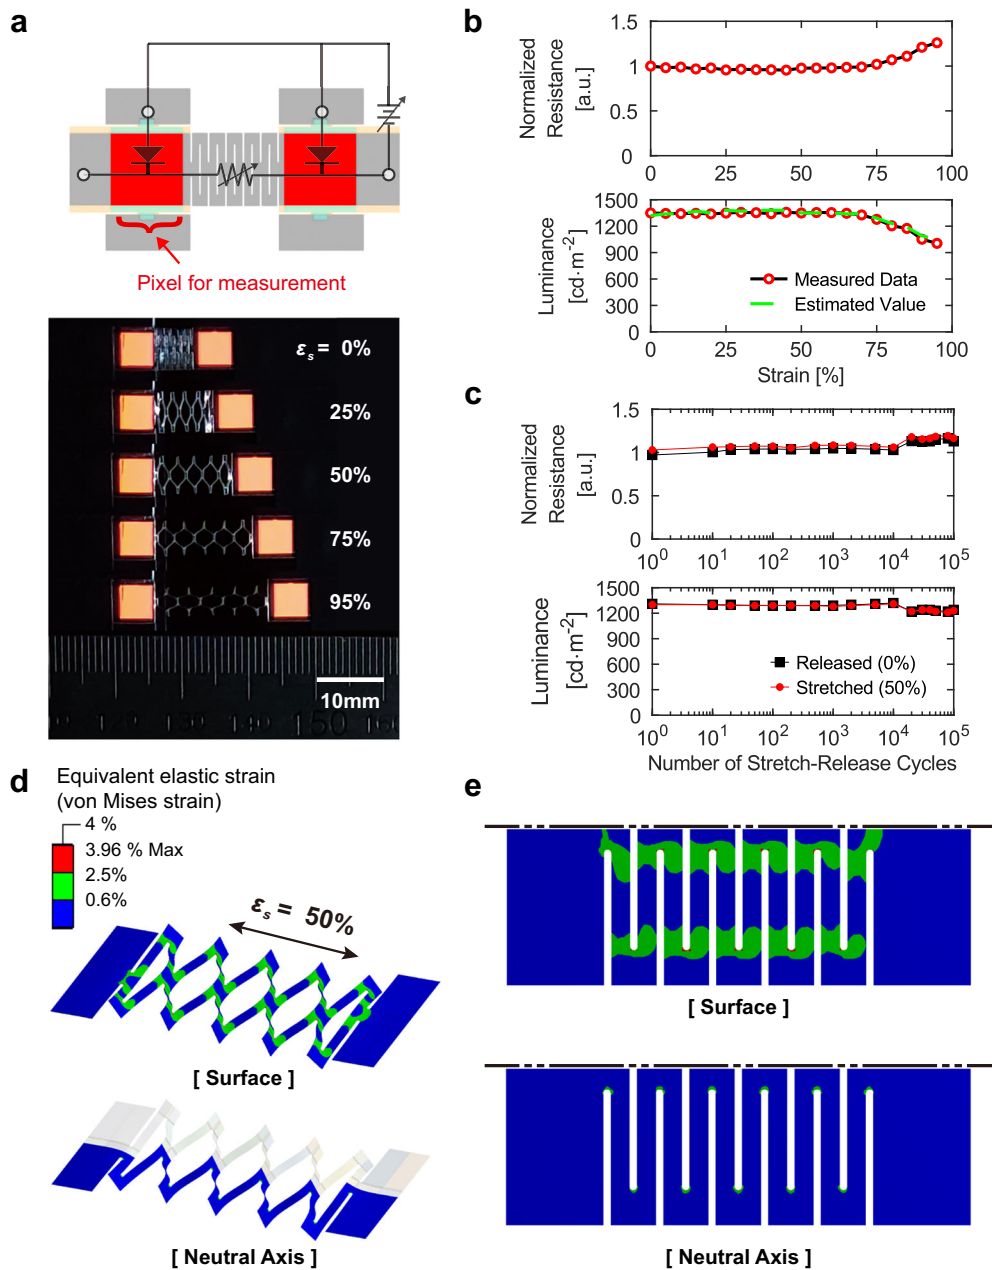 a
Pixel for measurement
εs = 0%
25%
50%
75%
95%
10mm
120 130 140 150
b
Normalized
Resistance
[a.u.]
1.5
1
0.5
0
0 25 50 75 100
Luminance
[cd·m-2]
1500
1200
900
600
300
0
Measured Data
Estimated Value
0 25 50 75 100
Strain [%]
c
Normalized
Resistance
[a.u.]
1.5
1
0.5
0
10^0 10^1 10^2 10^3 10^4 10^5
Luminance
[cd·m-2]
1500
1200
900
600
300
0
Released (0%)
Stretched (50%)
10^0 10^1 10^2 10^3 10^4 10^5
Number of Stretch-Release Cycles
d
Equivalent elastic strain
(von Mises strain)
4 %
3.96 % Max
2.5%
0.6%
εs = 50%
[ Surface ]
[ Neutral Axis ]
e
[ Surface ]
[ Neutral Axis ]